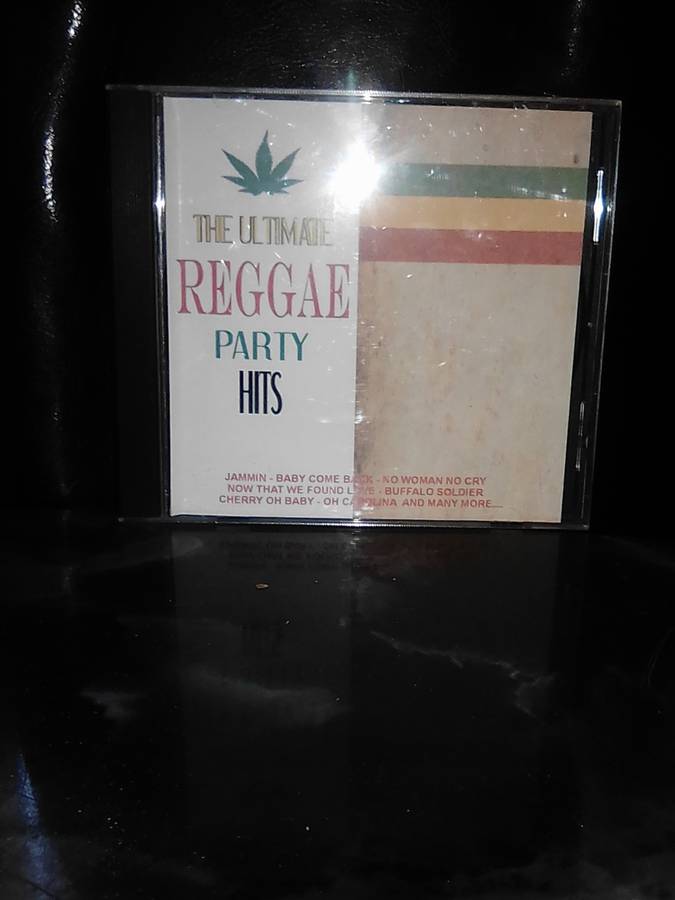 THE ULTIMATE
REGGAE
PARTY
HITS
JAMMIN - BABY COME BACK - NO WOMAN NO CRY
NOW THAT WE FOUND LOVE - BUFFALO SOLDIER
CHERRY OH BABY - OH CAROLINA AND MANY MORE....